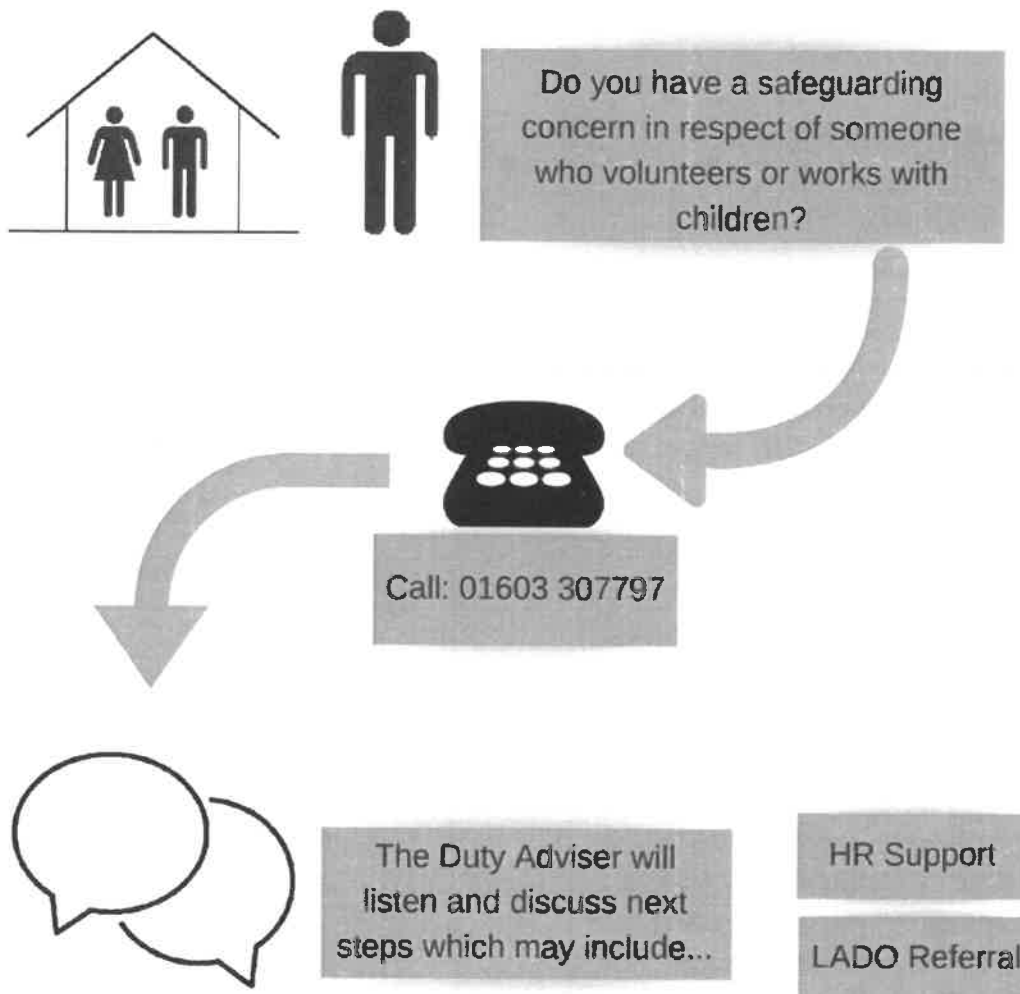 Do you have a safeguarding
concern in respect of someone
who volunteers or works with
children?
Call: 01603 307797
The Duty Adviser will
listen and discuss next
steps which may include...
HR Support
LADO Referral